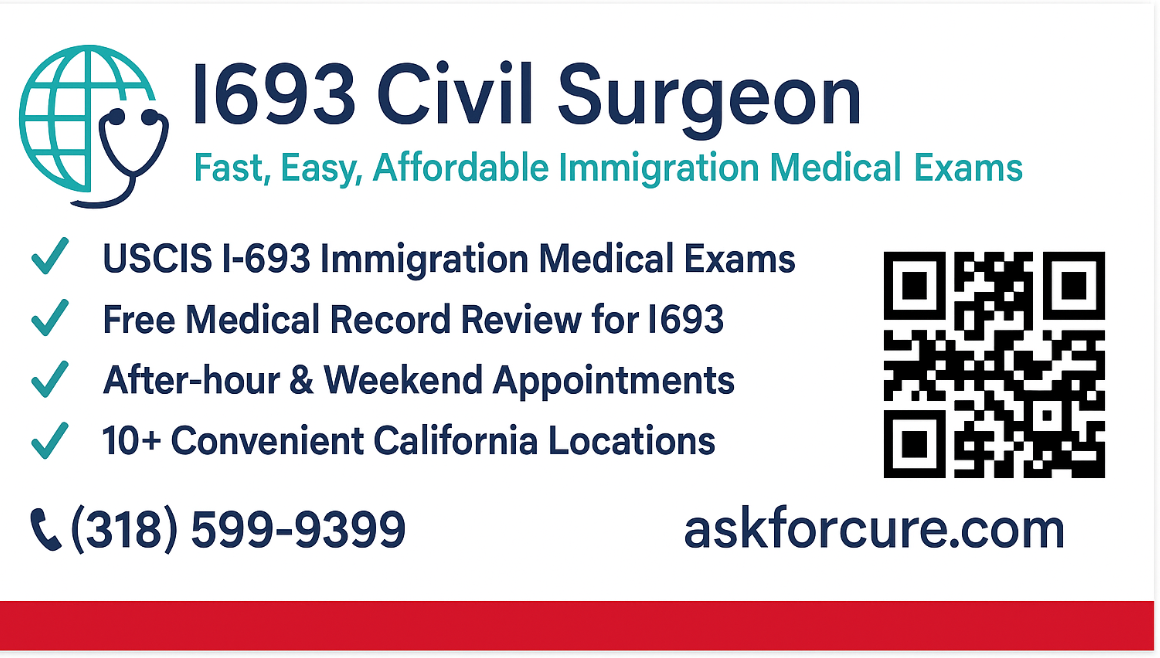 I693 Civil Surgeon
Fast, Easy, Affordable Immigration Medical Exams
USCIS I-693 Immigration Medical Exams
Free Medical Record Review for I693
After-hour & Weekend Appointments
10+ Convenient California Locations
(318) 599-9399
askforcure.com